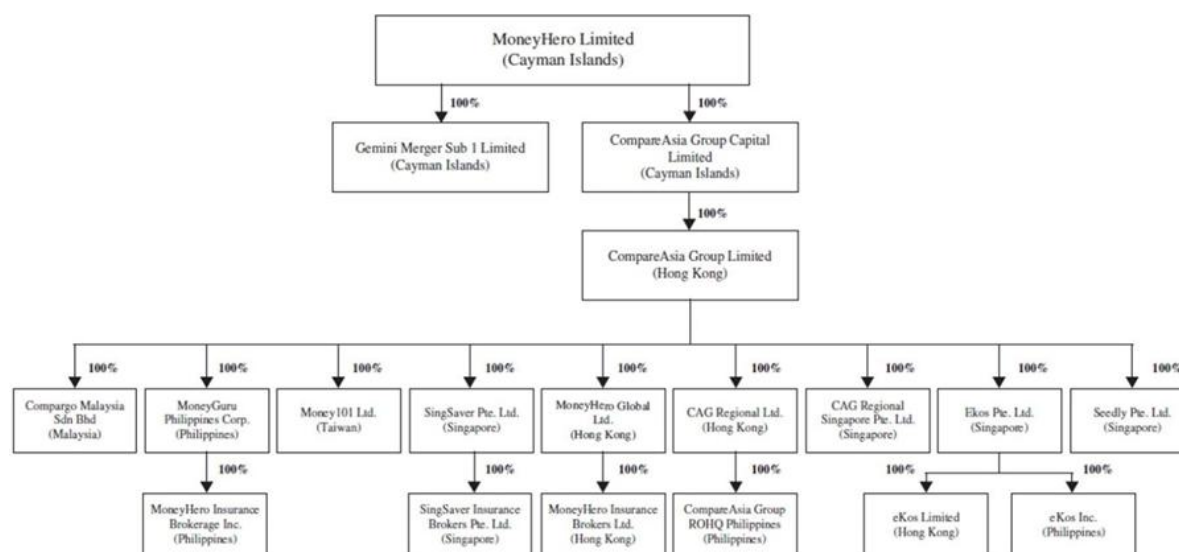 MoneyHero Limited
(Cayman Islands)
100%
100%
Gemini Merger Sub 1 Limited
(Cayman Islands)
CompareAsia Group Capital
Limited
(Cayman Islands)
100%
CompareAsia Group Limited
(Hong Kong)
100%
100%
100%
100%
100%
100%
100%
100%
100%
Compargo Malaysia
Sdn Bhd
(Malaysia)
MoneyGuru
Philippines Corp.
(Philippines)
Money101 Ltd.
(Taiwan)
SingSaver Pte. Ltd.
(Singapore)
MoneyHero Global
Ltd.
(Hong Kong)
CAG Regional Ltd.
(Hong Kong)
CAG Regional
Singapore Pte. Ltd.
(Singapore)
Ekos Pte. Ltd.
(Singapore)
Seedly Pte. Ltd.
(Singapore)
100%
100%
100%
100%
100%
100%
MoneyHero Insurance
Brokerage Inc.
(Philippines)
SingSaver Insurance
Brokers Pte. Ltd.
(Singapore)
MoneyHero Insurance
Brokers Ltd.
(Hong Kong)
CompareAsia Group
ROHQ Philippines
(Philippines)
eKos Limited
(Hong Kong)
eKos Inc.
(Philippines)